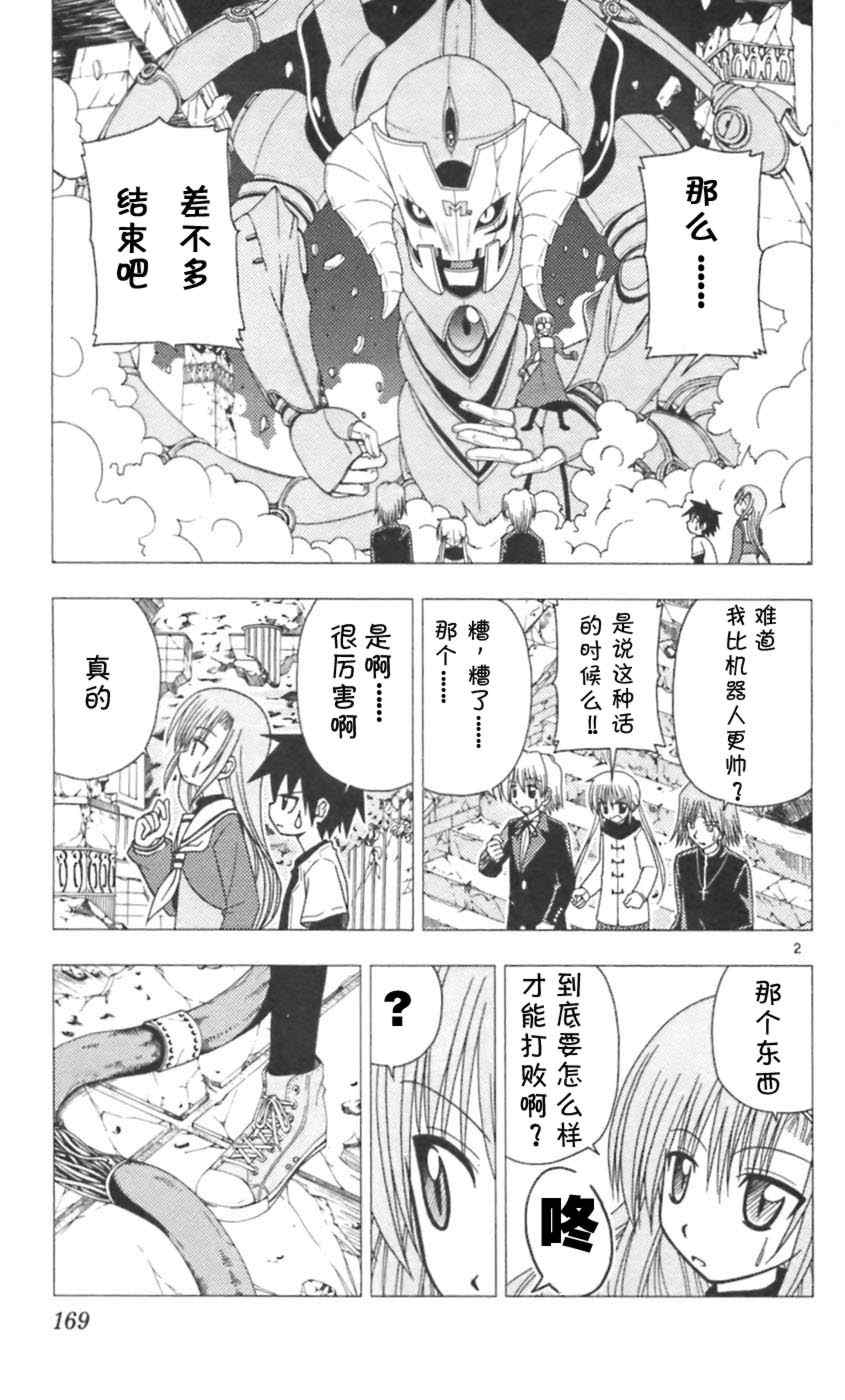 那么……
差不多
结束吧
M.
难道
我比机器人更帅？
是说这种话
的时候么!!
糟，糟了……
那个……
是啊……
很厉害啊
真的
2
那个东西
到底要怎么样
才能打败啊？
咚
？
169